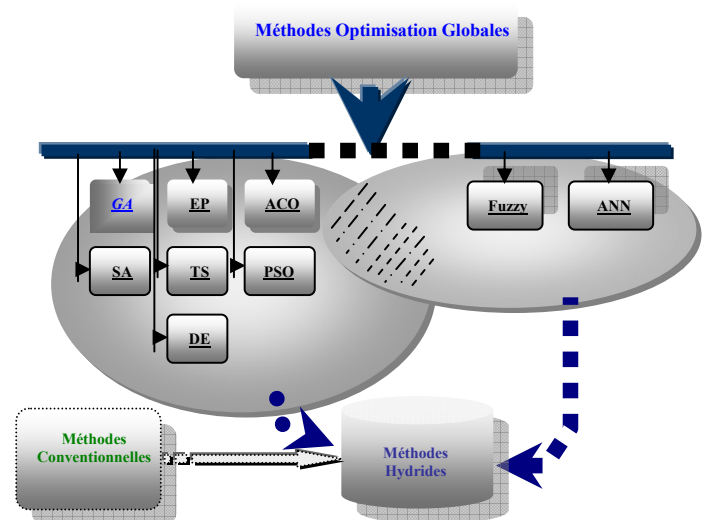 Méthodes Optimisation Globales
GA
EP
ACO
Fuzzy
ANN
SA
TS
PSO
DE
Méthodes
Conventionnelles
Méthodes
Hydrides